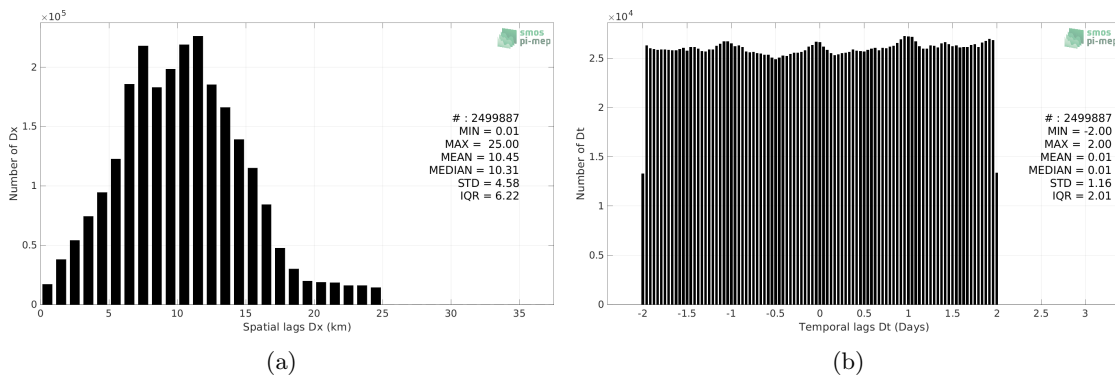 ×10⁵
smos
pi-mep
Number of Dx
2
1.5
1
0.5
0
# : 2499887
MIN = 0.01
MAX = 25.00
MEAN = 10.45
MEDIAN = 10.31
STD = 4.58
IQR = 6.22
0 5 10 15 20 25 30 35
Spatial lags Dx (km)
(a)
×10⁴
smos
pi-mep
Number of Dt
2.5
2
1.5
1
0.5
0
# : 2499887
MIN = -2.00
MAX = 2.00
MEAN = 0.01
MEDIAN = 0.01
STD = 1.16
IQR = 2.01
-2 -1.5 -1 -0.5 0 0.5 1 1.5 2 2.5 3
Temporal lags Dt (Days)
(b)